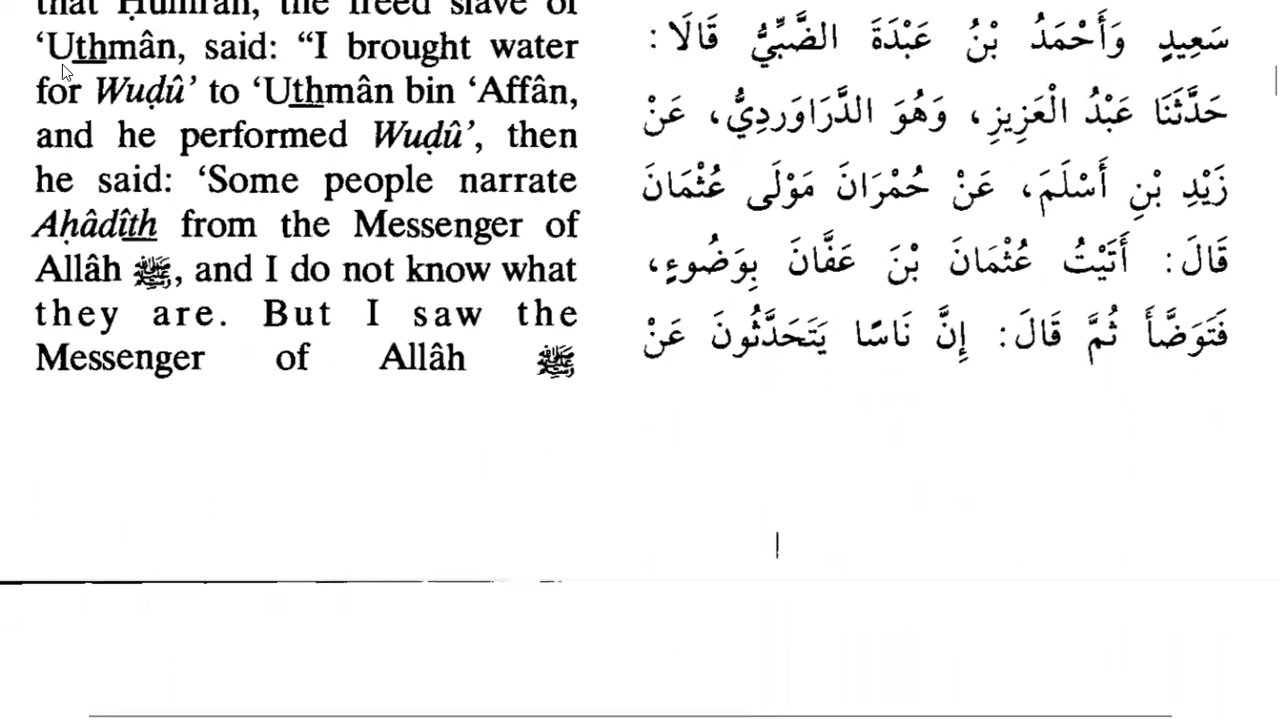 that Ḥumrân, the freed slave of
‘Uthmân, said: “I brought water
for Wuḍû’ to ‘Uthmân bin ‘Affân,
and he performed Wuḍû’, then
he said: ‘Some people narrate
Aḥâdîth from the Messenger of
Allâh ﷺ, and I do not know what
they are. But I saw the
Messenger of Allâh ﷺ
سَعِيدٍ وَأَحْمَدُ بْنُ عَبْدَةَ الضَّبِّيُّ قَالَا:
حَدَّثَنَا عَبْدُ الْعَزِيزِ، وَهُوَ الدَّرَاوَردِيُّ، عَنْ
زَيْدِ بْنِ أَسْلَمَ، عَنْ حُمْرَانَ مَوْلَى عُثْمَانَ
قَالَ: أَتَيْتُ عُثْمَانَ بْنَ عَفَّانَ بِوَضُوءٍ،
فَتَوَضَّأَ ثُمَّ قَالَ: إِنَّ نَاسًا يَتَحَدَّثُونَ عَنْ